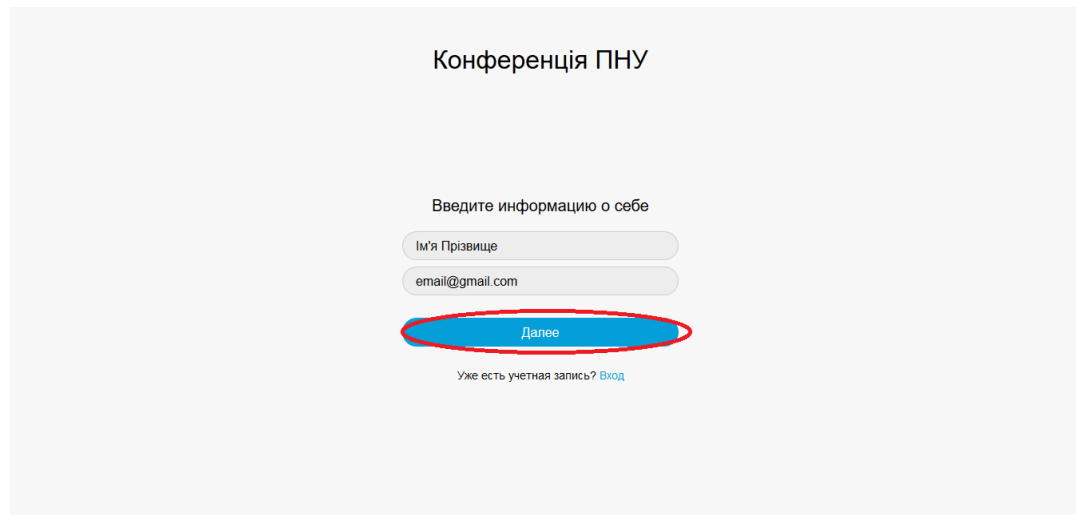 Конференція ПНУ
Введите информацию о себе
Ім'я Прізвище
email@gmail.com
Далее
Уже есть учетная запись? Вход